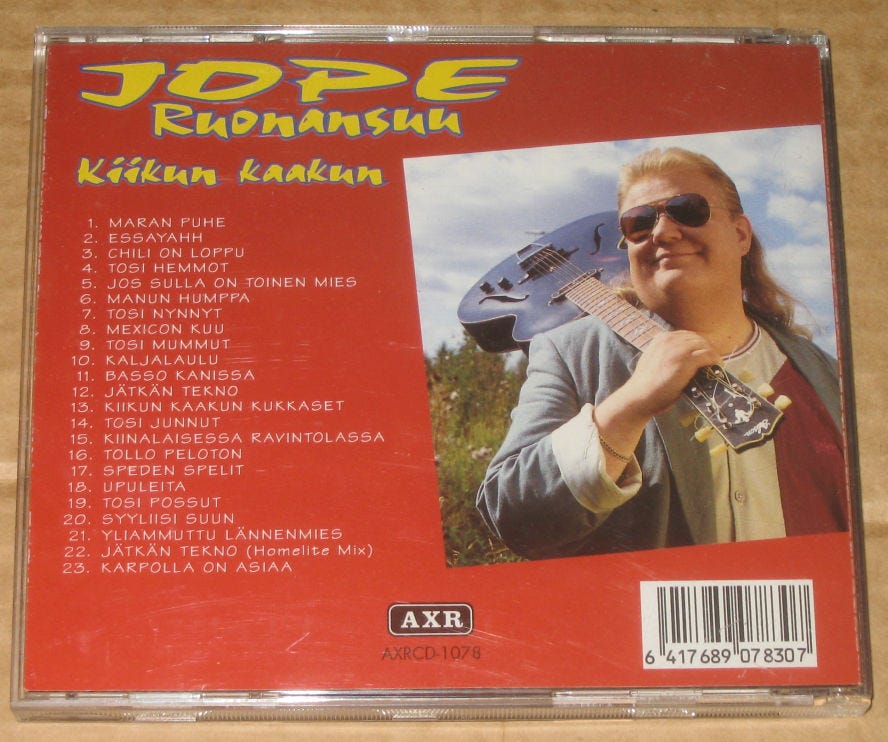 JOPE
Ruonansuu
Kiikun kaakun
1. MARAN PUHE
2. ESSAYAHH
3. CHILI ON LOPPU
4. TOSI HEMMOT
5. JOS SULLA ON TOINEN MIES
6. MANUN HUMPPA
7. TOSI NYNNYT
8. MEXICON KUU
9. TOSI MUMMUT
10. KALJALAULU
11. BASSO KANISSA
12. JÄTKÄN TEKNO
13. KIIKUN KAAKUN KUKKASET
14. TOSI JUNNUT
15. KIINALAISESSA RAVINTOLASSA
16. TOLLO PELOTON
17. SPEDEN SPELIT
18. UPULEITA
19. TOSI POSSUT
20. SYYLIISI SUUN
21. YLIAMMUTTU LÄNNENMIES
22. JÄTKÄN TEKNO (Homelite Mix)
23. KARPOLLA ON ASIAA
AXR
AXRCD-1078
6 417689 078307